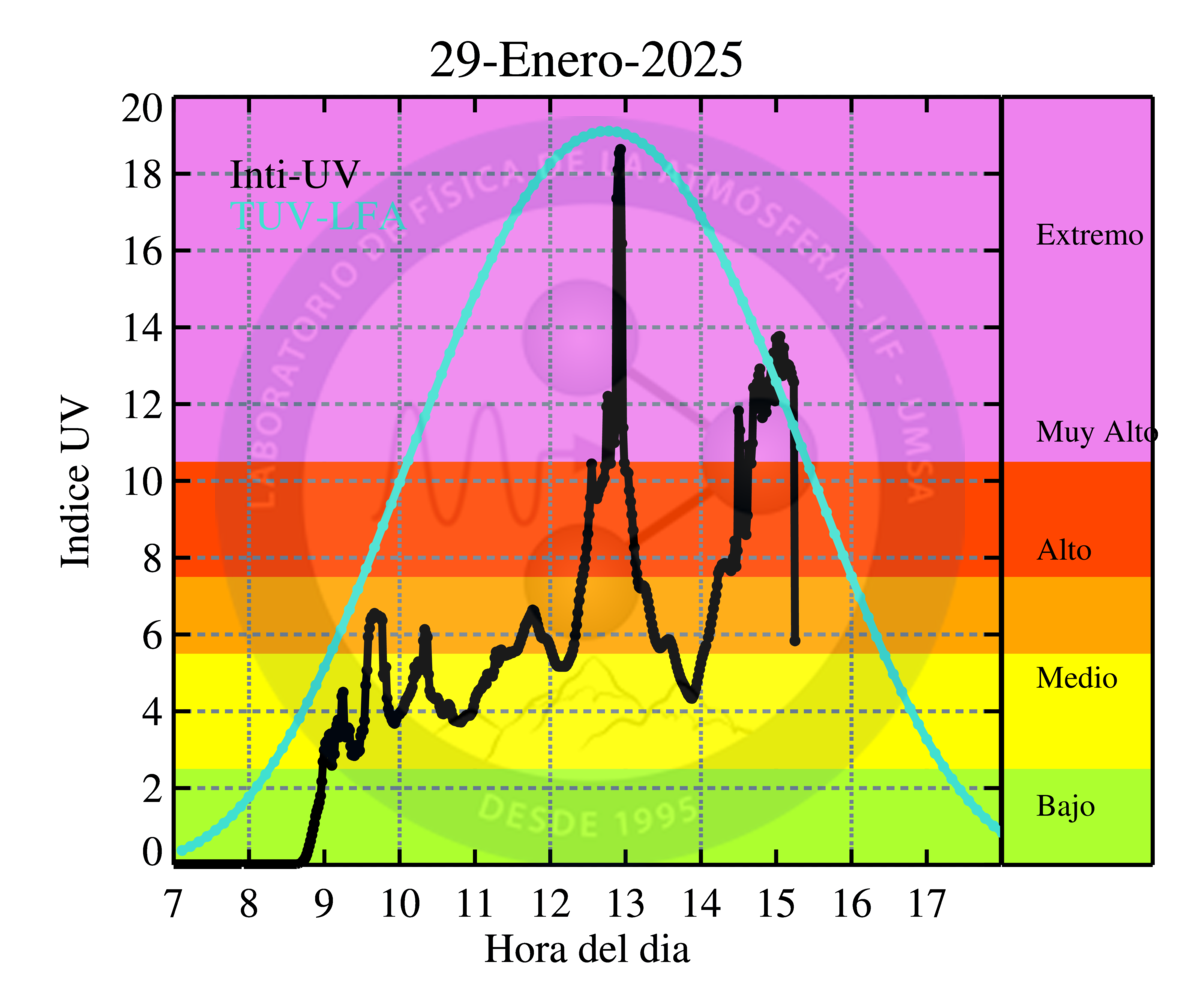 29-Enero-2025
Inti-UV
TUV-LFA
LABORATORIO DE FÍSICA DE LA ATMÓSFERA - IIF - UMSA
DESDE 1995
Indice UV
20
18
16
14
12
10
8
6
4
2
0
Extremo
Muy Alto
Alto
Medio
Bajo
7 8 9 10 11 12 13 14 15 16 17
Hora del dia